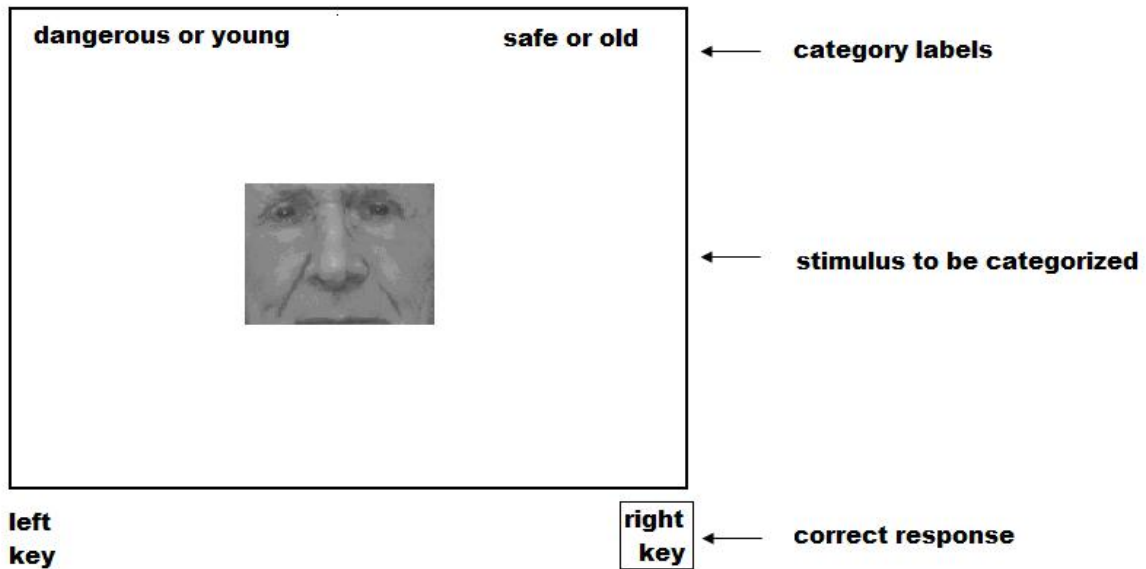 dangerous or young
safe or old
category labels
stimulus to be categorized
left
key
right
key
correct response